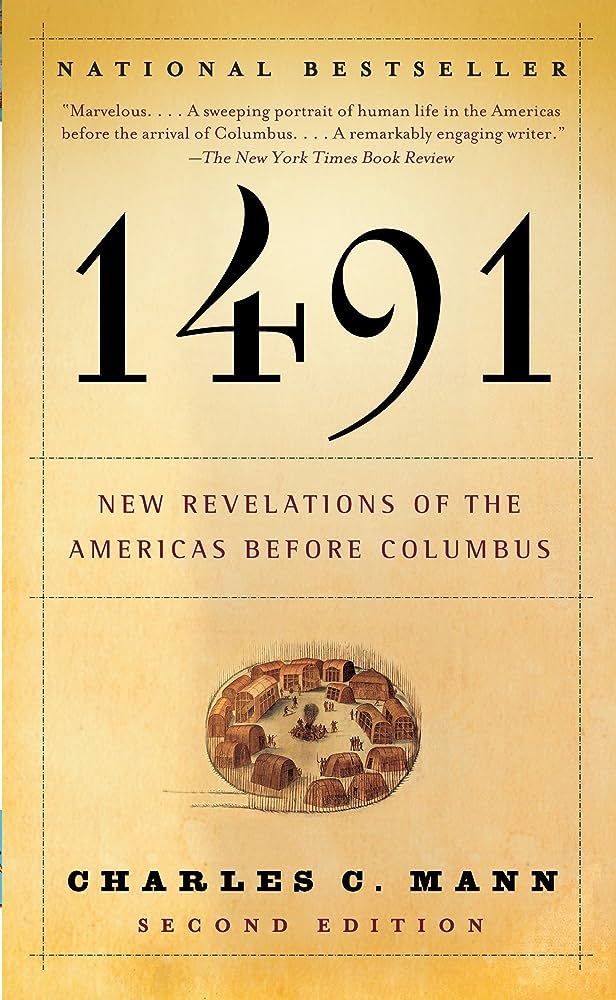 NATIONAL BESTSELLER
"Marvelous. . . . A sweeping portrait of human life in the Americas
before the arrival of Columbus. . . . A remarkably engaging writer."
—The New York Times Book Review
1491
NEW REVELATIONS OF THE
AMERICAS BEFORE COLUMBUS
CHARLES C. MANN
SECOND EDITION